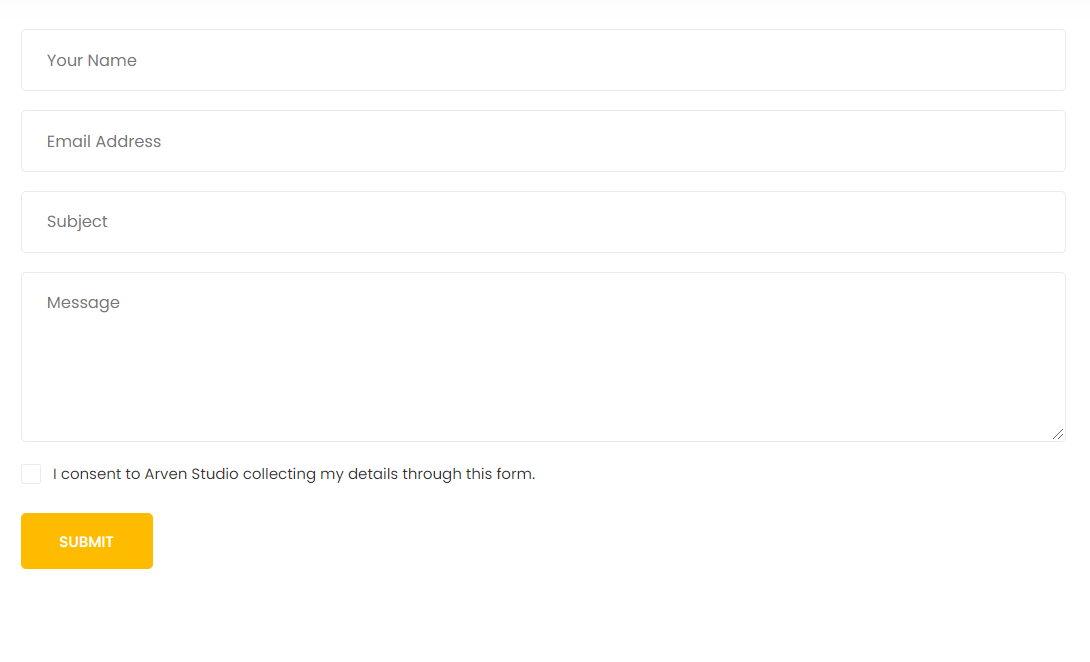 Your Name
Email Address
Subject
Message
I consent to Arven Studio collecting my details through this form.
SUBMIT